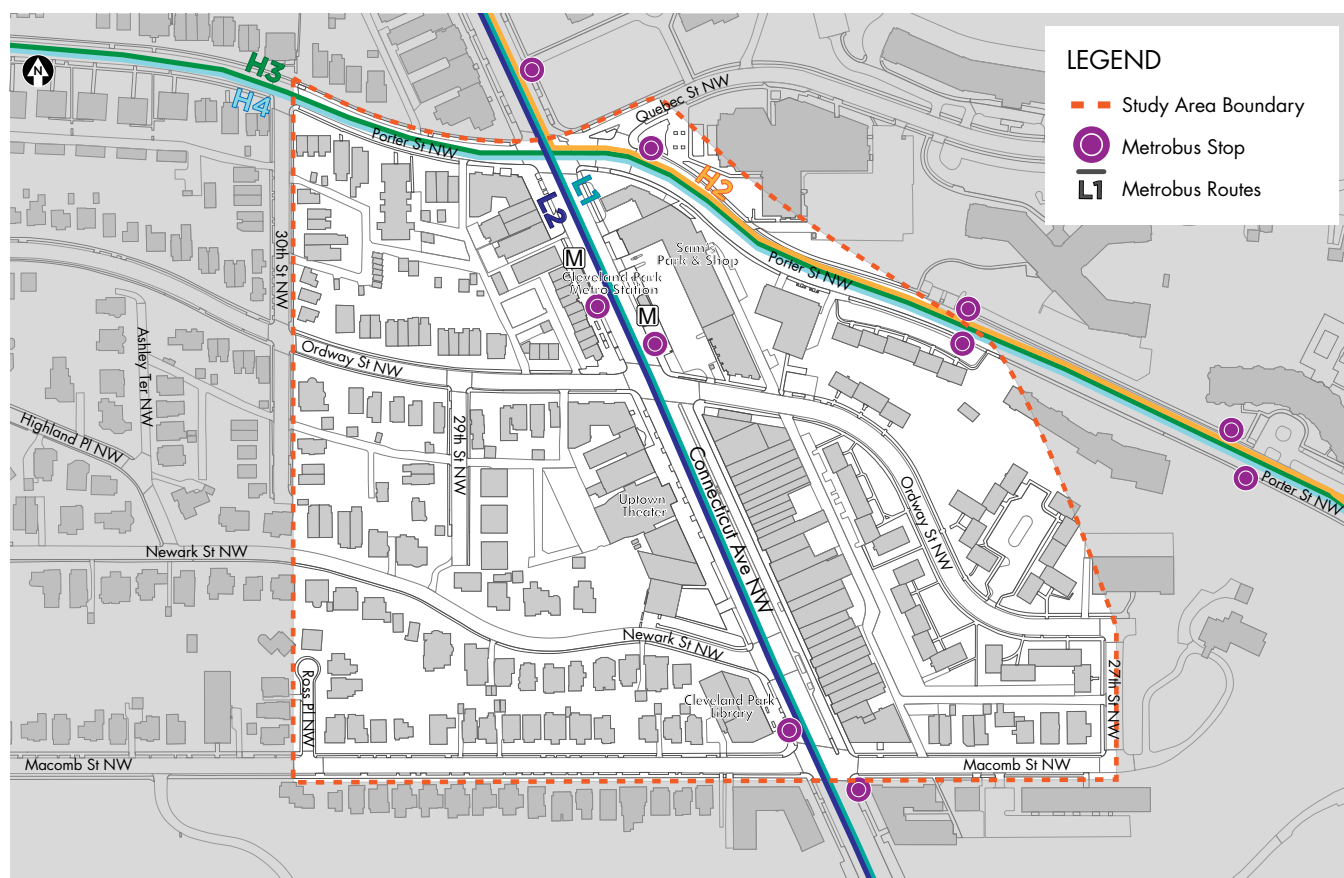 LEGEND
Study Area Boundary
Metrobus Stop
L1
Metrobus Routes
N
H3
H4
Quebec St NW
Porter St NW
H2
L1
L2
Sam's
Park & Shop
Porter St NW
M
Cleveland Park
Metro Station
M
30th St NW
Ordway St NW
Ashley Ter NW
Highland Pl NW
29th St NW
Connecticut Ave NW
Ordway St NW
Porter St NW
Uptown
Theater
Newark St NW
Newark St NW
Ross Pl NW
Cleveland Park
Library
27th St NW
Macomb St NW
Macomb St NW